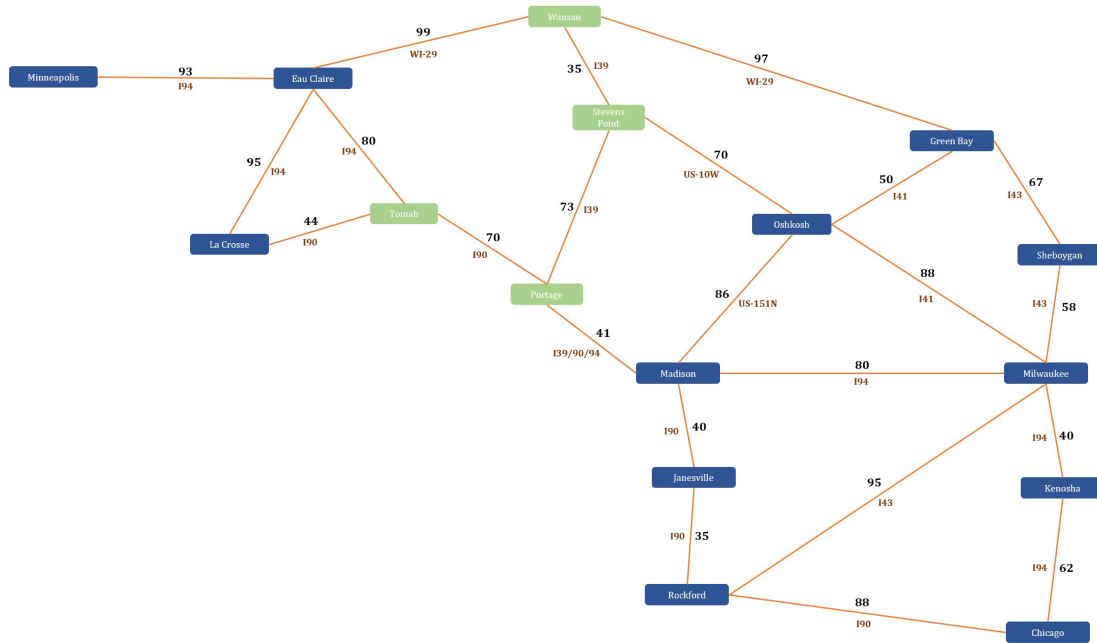 Wausau
99
WI-29
I39
35
97
WI-29
Minneapolis
93
I94
Eau Claire
Stevens
Point
Green Bay
80
I94
95
I94
70
US-10W
50
I41
67
I43
44
I90
Tomah
73
I39
Oshkosh
La Crosse
70
I90
Sheboygan
Portage
86
US-151N
88
I41
I43
58
41
I39/90/94
Madison
80
I94
Milwaukee
I90
40
I94
40
Janesville
95
I43
Kenosha
I90
35
I94
62
Rockford
88
I90
Chicago